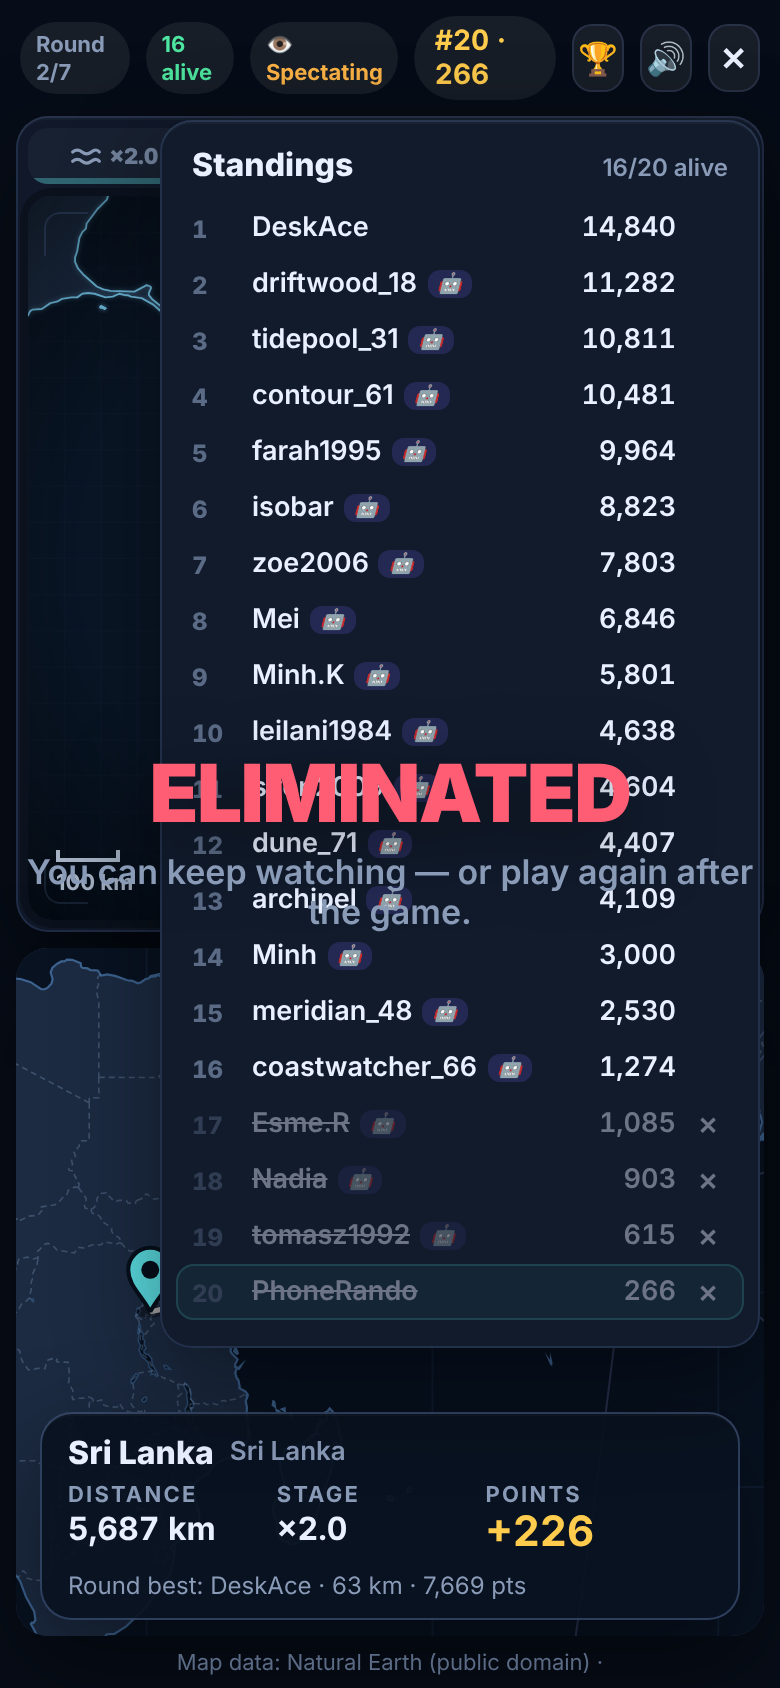 Round 2/7
16 alive
Spectating
#20 · 266
×2.0
Standings
16/20 alive
1 DeskAce 14,840
2 driftwood_18 11,282
3 tidepool_31 10,811
4 contour_61 10,481
5 farah1995 9,964
6 isobar 8,823
7 zoe2006 7,803
8 Mei 6,846
9 Minh.K 5,801
10 leilani1984 4,638
ELIMINATED
11 4,604
12 dune_71 4,407
You can keep watching — or play again after
the game.
100 km
13 archipel 4,109
14 Minh 3,000
15 meridian_48 2,530
16 coastwatcher_66 1,274
17 Esme.R 1,085 ×
18 Nadia 903 ×
19 tomasz1992 615 ×
20 PhoneRando 266 ×
Sri Lanka Sri Lanka
DISTANCE STAGE POINTS
5,687 km ×2.0 +226
Round best: DeskAce · 63 km · 7,669 pts
Map data: Natural Earth (public domain) ·